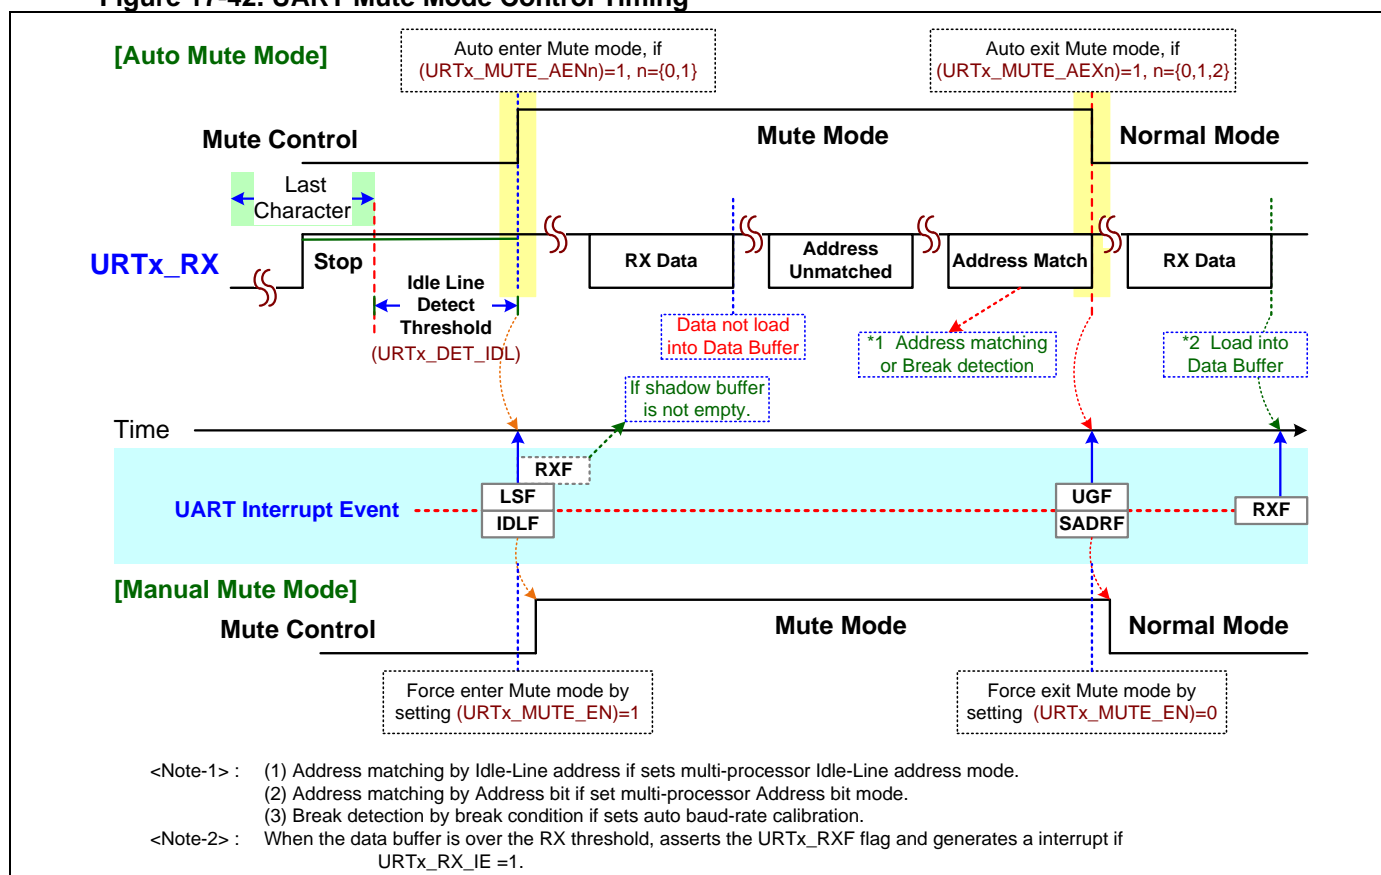 Figure 17-42. UART Mute Mode Control Timing
[Auto Mute Mode]
Auto enter Mute mode, if
(URTx_MUTE_AENn)=1, n={0,1}
Auto exit Mute mode, if
(URTx_MUTE_AEXn)=1, n={0,1,2}
Mute Control
Mute Mode
Normal Mode
Last
Character
URTx_RX
Stop
Idle Line
Detect
Threshold
(URTx_DET_IDL)
RX Data
Address
Unmatched
Address Match
RX Data
Data not load
into Data Buffer
*1 Address matching
or Break detection
*2 Load into
Data Buffer
If shadow buffer
is not empty.
Time
RXF
LSF
IDLF
UGF
SADRF
RXF
UART Interrupt Event
[Manual Mute Mode]
Mute Control
Mute Mode
Normal Mode
Force enter Mute mode by
setting (URTx_MUTE_EN)=1
Force exit Mute mode by
setting (URTx_MUTE_EN)=0
<Note-1> : (1) Address matching by Idle-Line address if sets multi-processor Idle-Line address mode.
(2) Address matching by Address bit if set multi-processor Address bit mode.
(3) Break detection by break condition if sets auto baud-rate calibration.
<Note-2> : When the data buffer is over the RX threshold, asserts the URTx_RXF flag and generates a interrupt if
URTx_RX_IE =1.